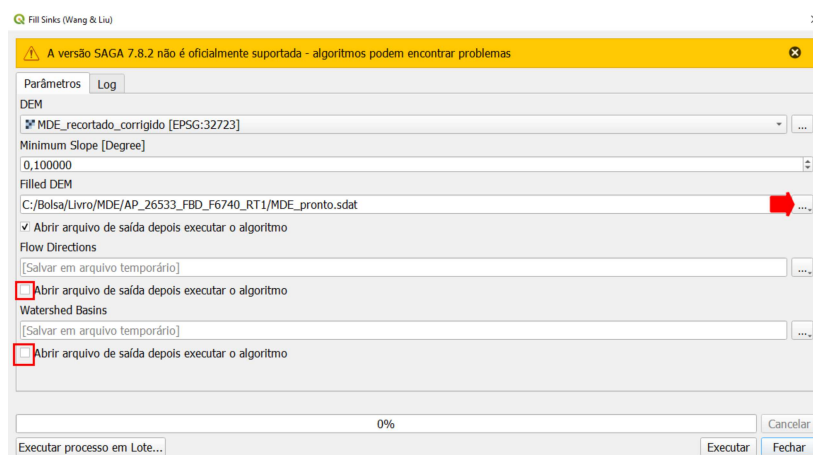 Fill Sinks (Wang & Liu)
A versão SAGA 7.8.2 não é oficialmente suportada - algoritmos podem encontrar problemas
Parâmetros Log
DEM
MDE_recortado_corrigido [EPSG:32723]
...
Minimum Slope [Degree]
0,100000
Filled DEM
C:/Bolsa/Livro/MDE/AP_26533_FBD_F6740_RT1/MDE_pronto.sdat
...
Abrir arquivo de saída depois executar o algoritmo
Flow Directions
[Salvar em arquivo temporário]
...
Abrir arquivo de saída depois executar o algoritmo
Watershed Basins
[Salvar em arquivo temporário]
...
Abrir arquivo de saída depois executar o algoritmo
0%
Cancelar
Executar processo em Lote...
Executar Fechar